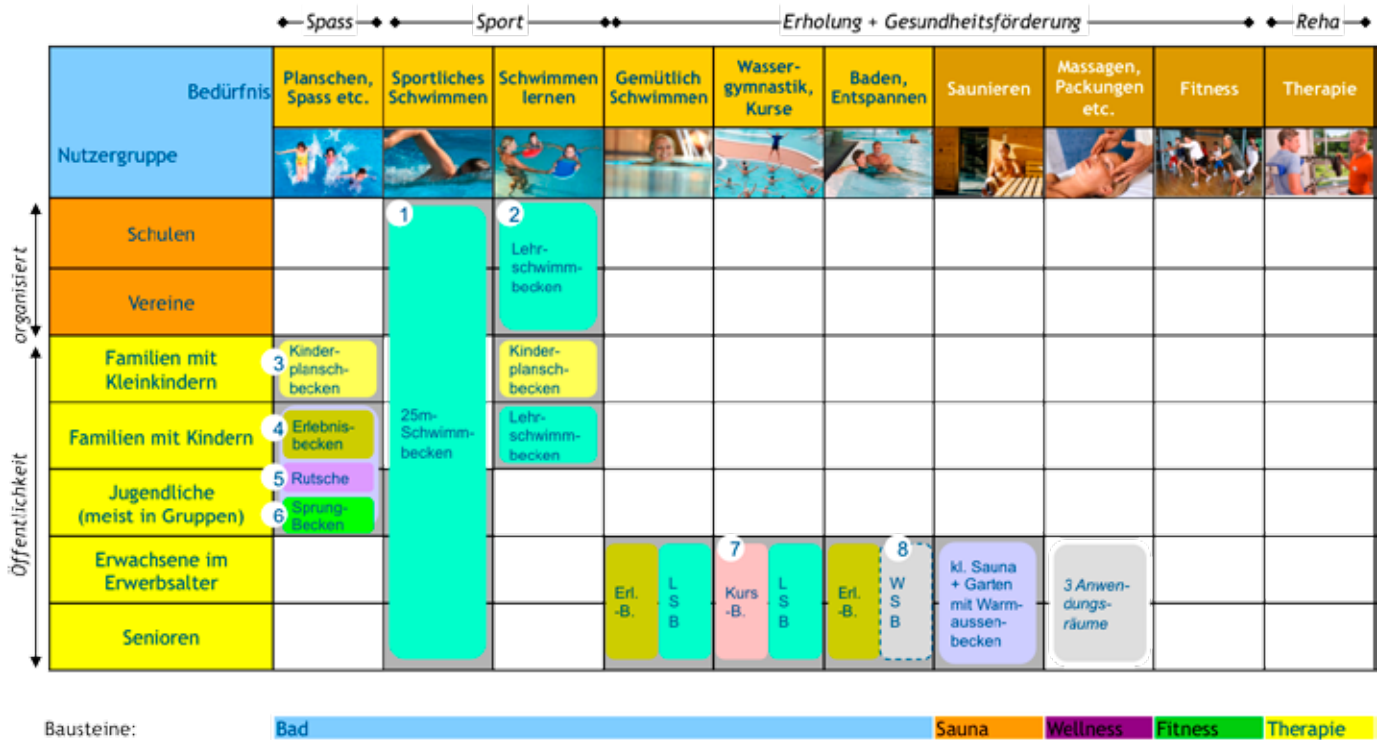 Spass
Sport
Erholung + Gesundheitsförderung
Reha
Bedürfnis
Nutzergruppe
Planschen,
Spass etc.
Sportliches
Schwimmen
Schwimmen
lernen
Gemütlich
Schwimmen
Wasser-
gymnastik,
Kurse
Baden,
Entspannen
Saunieren
Massagen,
Packungen
etc.
Fitness
Therapie
organisiert
Schulen
1
2
Lehr-
schwimm-
becken
Vereine
Öffentlichkeit
Familien mit
Kleinkindern
3
Kinder-
plansch-
becken
Kinder-
plansch-
becken
Familien mit Kindern
4
Erlebnis-
becken
25m-
Schwimm-
becken
Lehr-
schwimm-
becken
Jugendliche
(meist in Gruppen)
5
Rutsche
6
Sprung-
Becken
Erwachsene im
Erwerbsalter
Senioren
Erl.
-B.
L
S
B
7
Kurs
-B.
L
S
B
Erl.
-B.
8
W
S
B
kl. Sauna
+ Garten
mit Warm-
aussen-
becken
3 Anwen-
dungs-
räume
Bausteine:
Bad
Sauna
Wellness
Fitness
Therapie